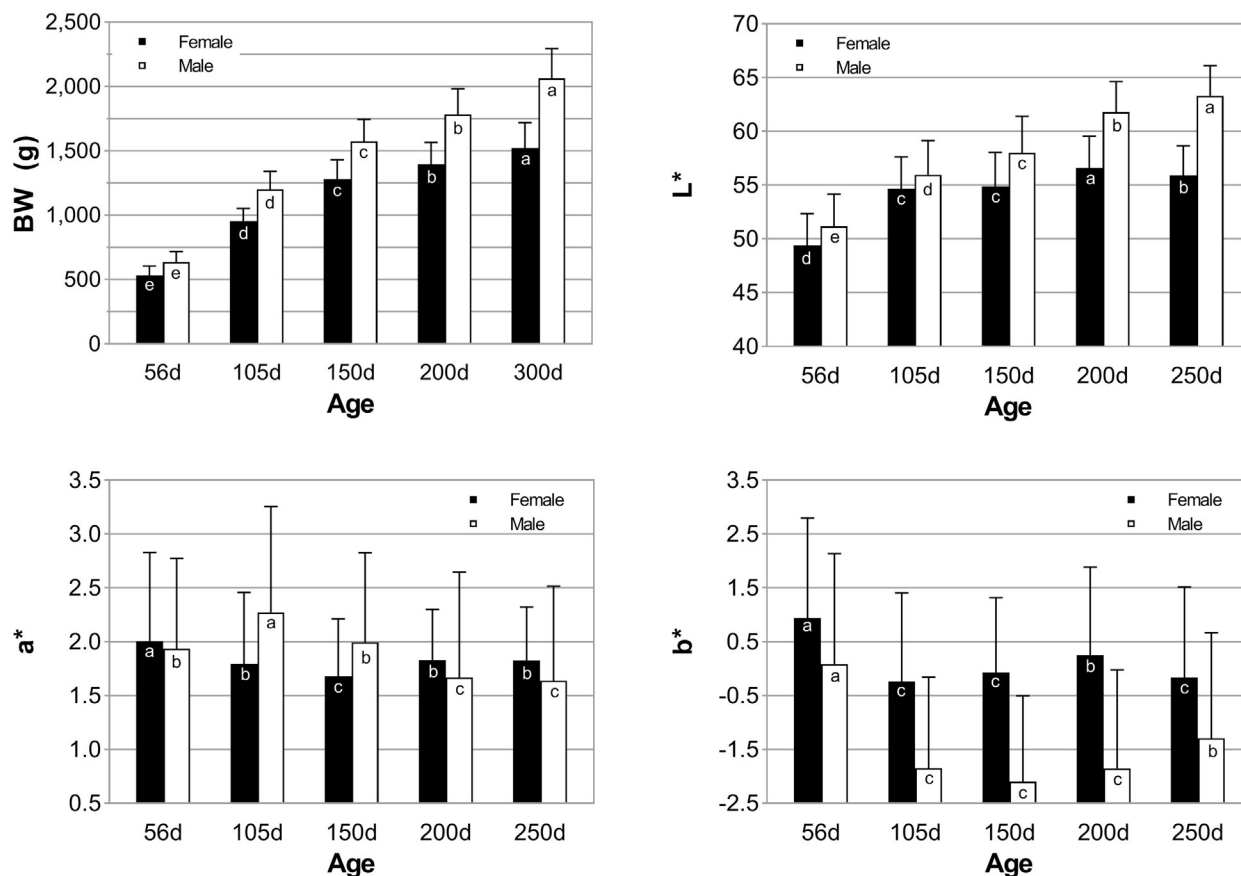 2,500
2,000
1,500
1,000
500
0
BW (g)
Female
Male
e
e
d
d
c
c
b
b
a
a
56d 105d 150d 200d 300d
Age
70
65
60
55
50
45
40
L*
Female
Male
d
e
c
d
c
c
a
b
b
a
56d 105d 150d 200d 250d
Age
3.5
3.0
2.5
2.0
1.5
1.0
0.5
a*
Female
Male
a
b
b
a
c
b
b
c
b
c
56d 105d 150d 200d 250d
Age
3.5
2.5
1.5
0.5
-0.5
-1.5
-2.5
b*
Female
Male
a
a
c
c
c
c
b
c
c
b
56d 105d 150d 200d 250d
Age